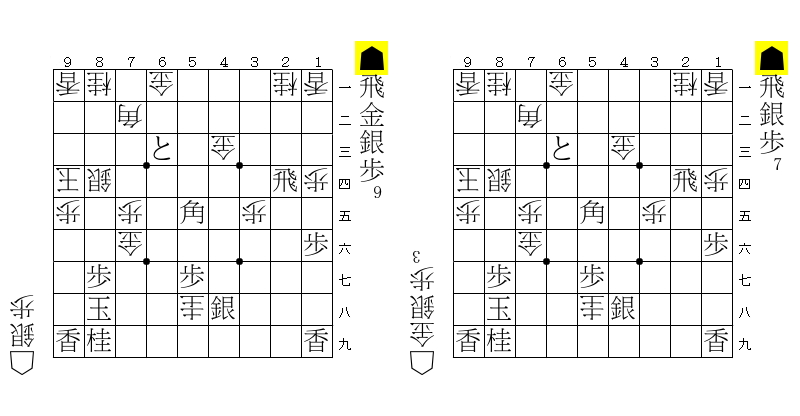 9 8 7 6 5 4 3 2 1
香 桂 金 桂 香 一
角 二
と 金 三
玉 銀 飛 歩 四
歩 歩 角 歩 五
金 歩 六
歩 歩 七
玉 圭 銀 八
香 桂 香 九
飛金銀歩9
銀歩
9 8 7 6 5 4 3 2 1
香 桂 金 桂 香 一
角 二
と 金 三
玉 銀 飛 歩 四
歩 歩 角 歩 五
金 歩 六
歩 歩 七
玉 圭 銀 八
香 桂 香 九
飛銀歩7
金銀歩3